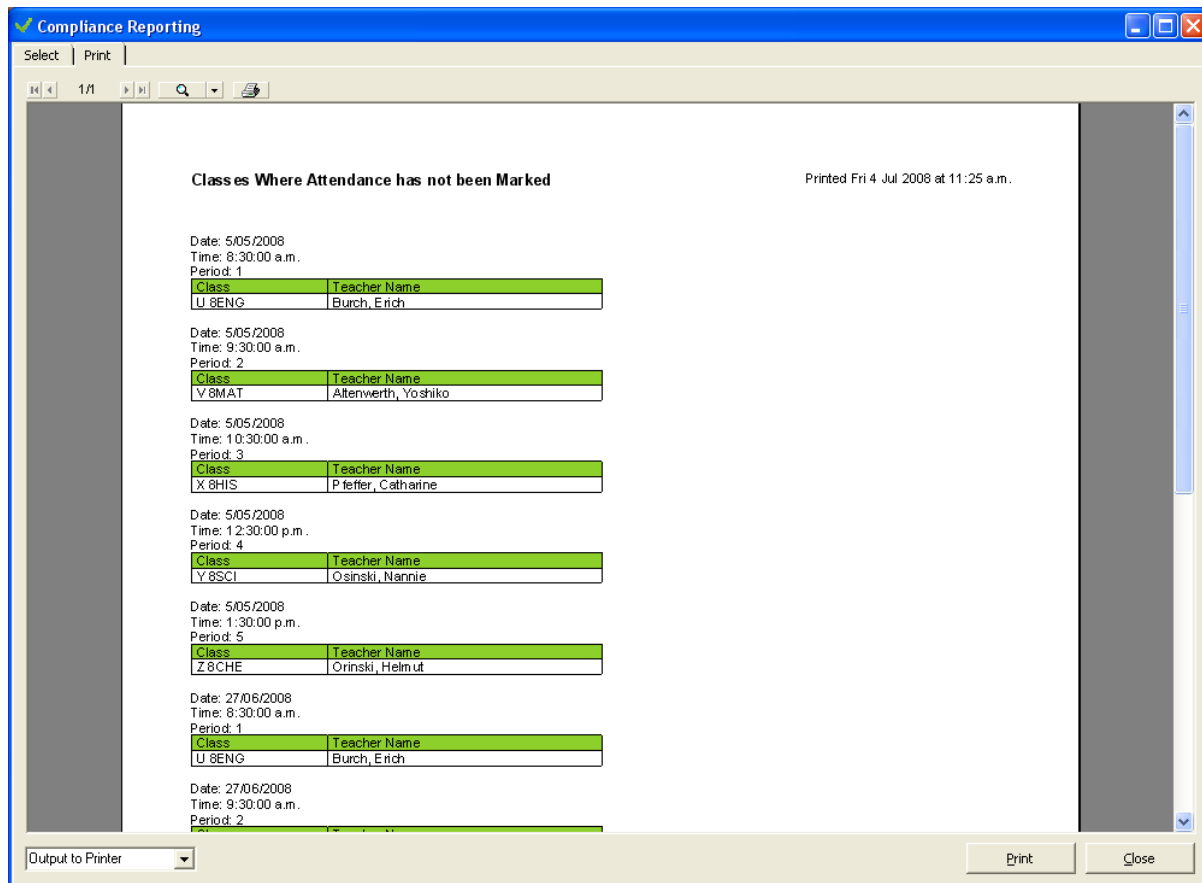 Compliance Reporting
Select Print
1/1
Classes Where Attendance has not been Marked Printed Fri 4 Jul 2008 at 11:25 a.m.
Date: 5/05/2008
Time: 8:30:00 a.m.
Period: 1
Class Teacher Name
U 8ENG Burch, Erich
Date: 5/05/2008
Time: 9:30:00 a.m.
Period: 2
Class Teacher Name
V 8MAT Altenwerth, Yoshiko
Date: 5/05/2008
Time: 10:30:00 a.m.
Period: 3
Class Teacher Name
X 8HIS Pfeffer, Catharine
Date: 5/05/2008
Time: 12:30:00 p.m.
Period: 4
Class Teacher Name
Y 8SCI Osinski, Nannie
Date: 5/05/2008
Time: 1:30:00 p.m.
Period: 5
Class Teacher Name
Z 8CHE Orinski, Helmut
Date: 27/06/2008
Time: 8:30:00 a.m.
Period: 1
Class Teacher Name
U 8ENG Burch, Erich
Date: 27/06/2008
Time: 9:30:00 a.m.
Period: 2
Output to Printer Print Close